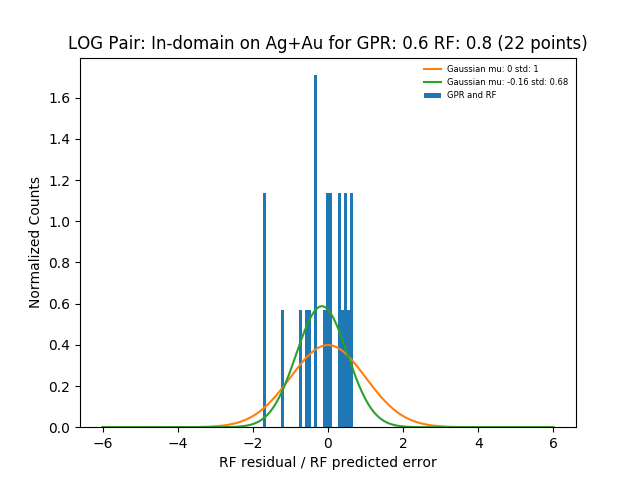 LOG Pair: In-domain on Ag+Au for GPR: 0.6 RF: 0.8 (22 points)
Gaussian mu: 0 std: 1
Gaussian mu: -0.16 std: 0.68
GPR and RF
Normalized Counts
1.6
1.4
1.2
1.0
0.8
0.6
0.4
0.2
0.0
−6 −4 −2 0 2 4 6
RF residual / RF predicted error